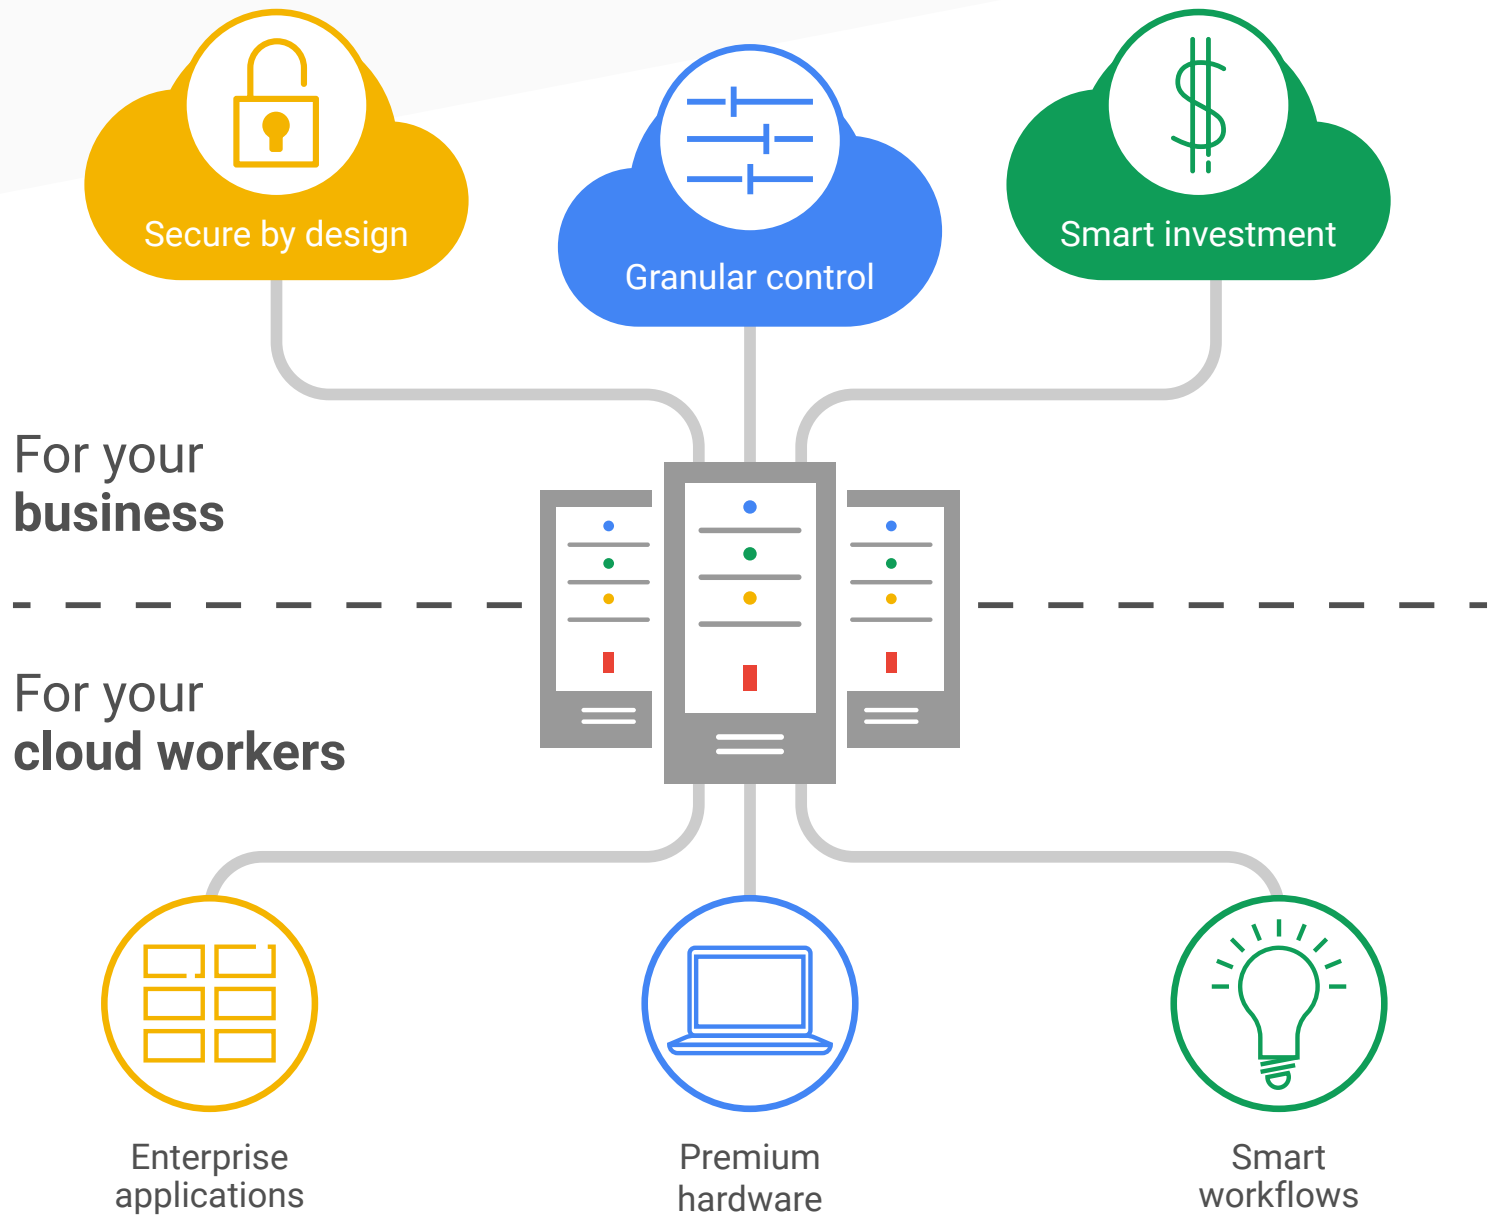 Secure by design
Granular control
Smart investment
For your
business
For your
cloud workers
Enterprise
applications
Premium
hardware
Smart
workflows